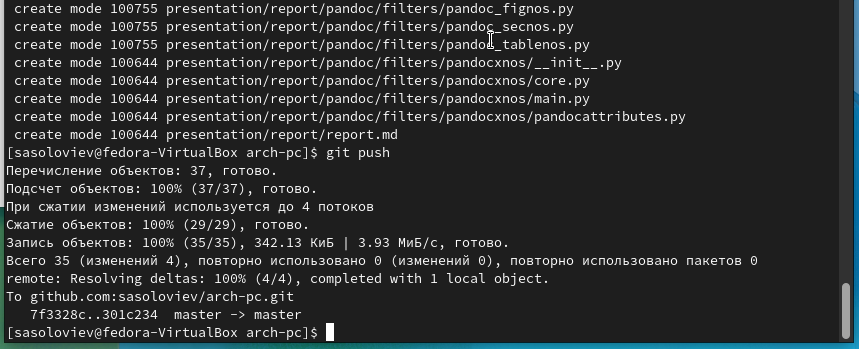 create mode 100755 presentation/report/pandoc/filters/pandoc_fignos.py
create mode 100755 presentation/report/pandoc/filters/pandoc_secnos.py
create mode 100755 presentation/report/pandoc/filters/pandoc_tablenos.py
create mode 100644 presentation/report/pandoc/filters/pandocxnos/__init__.py
create mode 100644 presentation/report/pandoc/filters/pandocxnos/core.py
create mode 100644 presentation/report/pandoc/filters/pandocxnos/main.py
create mode 100644 presentation/report/pandoc/filters/pandocxnos/pandocattributes.py
create mode 100644 presentation/report/report.md
[sasoloviev@fedora-VirtualBox arch-pc]$ git push
Перечисление объектов: 37, готово.
Подсчет объектов: 100% (37/37), готово.
При сжатии изменений используется до 4 потоков
Сжатие объектов: 100% (29/29), готово.
Запись объектов: 100% (35/35), 342.13 КиБ | 3.93 МиБ/с, готово.
Всего 35 (изменений 4), повторно использовано 0 (изменений 0), повторно использовано пакетов 0
remote: Resolving deltas: 100% (4/4), completed with 1 local object.
To github.com:sasoloviev/arch-pc.git
7f3328c..301c234  master -> master
[sasoloviev@fedora-VirtualBox arch-pc]$